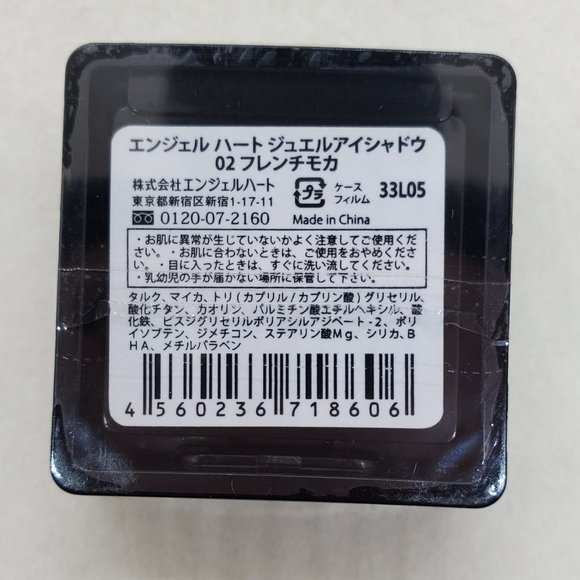 エンジェル ハート ジュエルアイシャドウ
02 フレンチモカ
株式会社エンジェルハート
東京都新宿区新宿1-17-11
0120-07-2160
プラ
ケース
フィルム
33L05
Made in China
・お肌に異常が生じていないかよく注意してご使用くだ
さい。・お肌に合わないときは、ご使用をおやめくださ
い。・目に入ったときは、すぐに洗い流してください。
・乳幼児の手が届かない場所に保管して下さい。
タルク、マイカ、トリ(カプリル/カプリン酸)グリセリル、
酸化チタン、カオリン、パルミチン酸エチルヘキシル、酸
化鉄、ビスジグリセリルポリアシルアジペート-2、ポリ
イソブテン、ジメチコン、ステアリン酸Mg、シリカ、B
HA、メチルパラベン
4 560236 718606